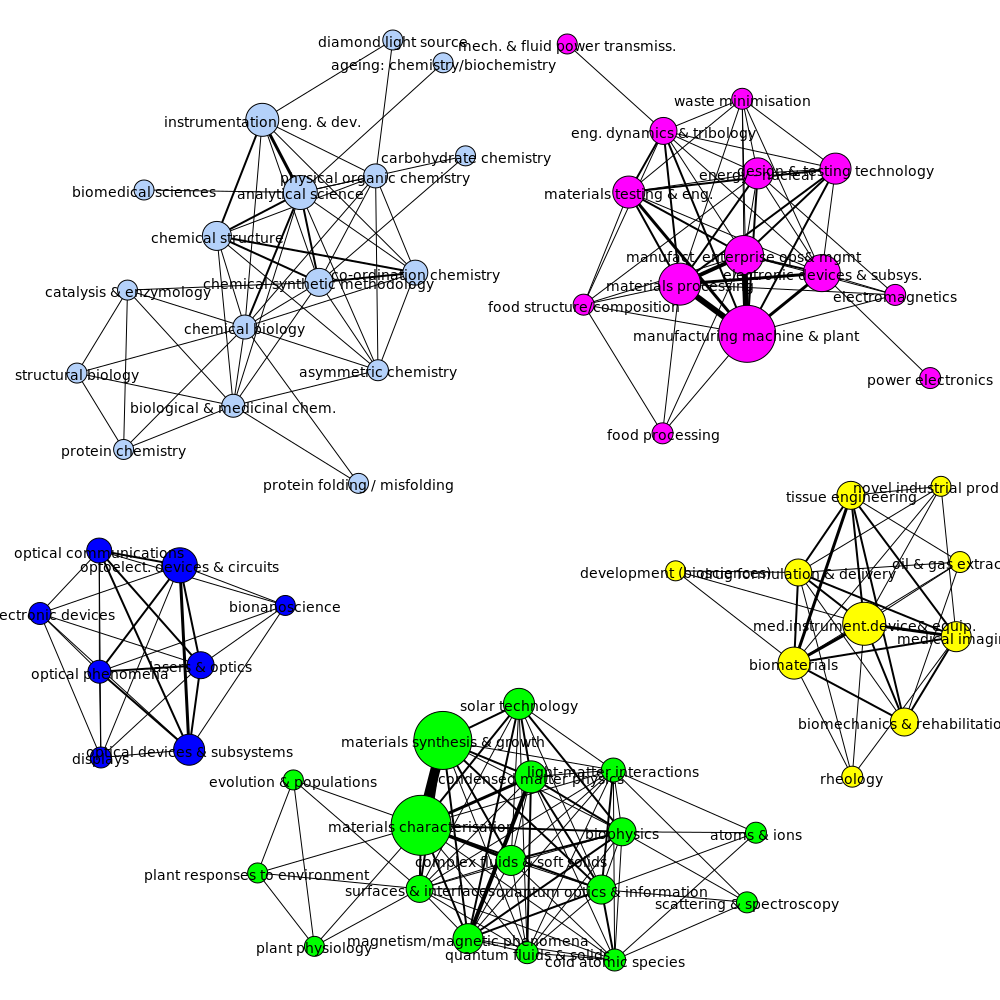 diamond light source
mech. & fluid power transmiss.
ageing: chemistry/biochemistry
waste minimisation
instrumentation eng. & dev.
eng. dynamics & tribology
carbohydrate chemistry
physical organic chemistry
energy - nuclear
design & testing technology
biomedical sciences
analytical science
materials testing & eng.
chemical structure
manufact. enterprise ops& mgmt
co-ordination chemistry
electronic devices & subsys.
catalysis & enzymology
chemical synthetic methodology
materials processing
electromagnetics
food structure/composition
chemical biology
manufacturing machine & plant
structural biology
asymmetric chemistry
power electronics
biological & medicinal chem.
food processing
protein chemistry
protein folding / misfolding
novel industrial prod
tissue engineering
optical communications
optoelect. devices & circuits
oil & gas extrac
development (biosciences)
drug formulation & delivery
ectronic devices
bionanoscience
med.instrument.device& equip.
medical imagin
optical phenomena
lasers & optics
biomaterials
solar technology
biomechanics & rehabilitatio
materials synthesis & growth
optical devices & subsystems
displays
light-matter interactions
condensed matter physics
evolution & populations
rheology
materials characterisation
biophysics
atoms & ions
complex fluids & soft solids
plant responses to environment
surfaces & interfaces
quantum optics & information
scattering & spectroscopy
magnetism/magnetic phenomena
plant physiology
quantum fluids & solids
cold atomic species